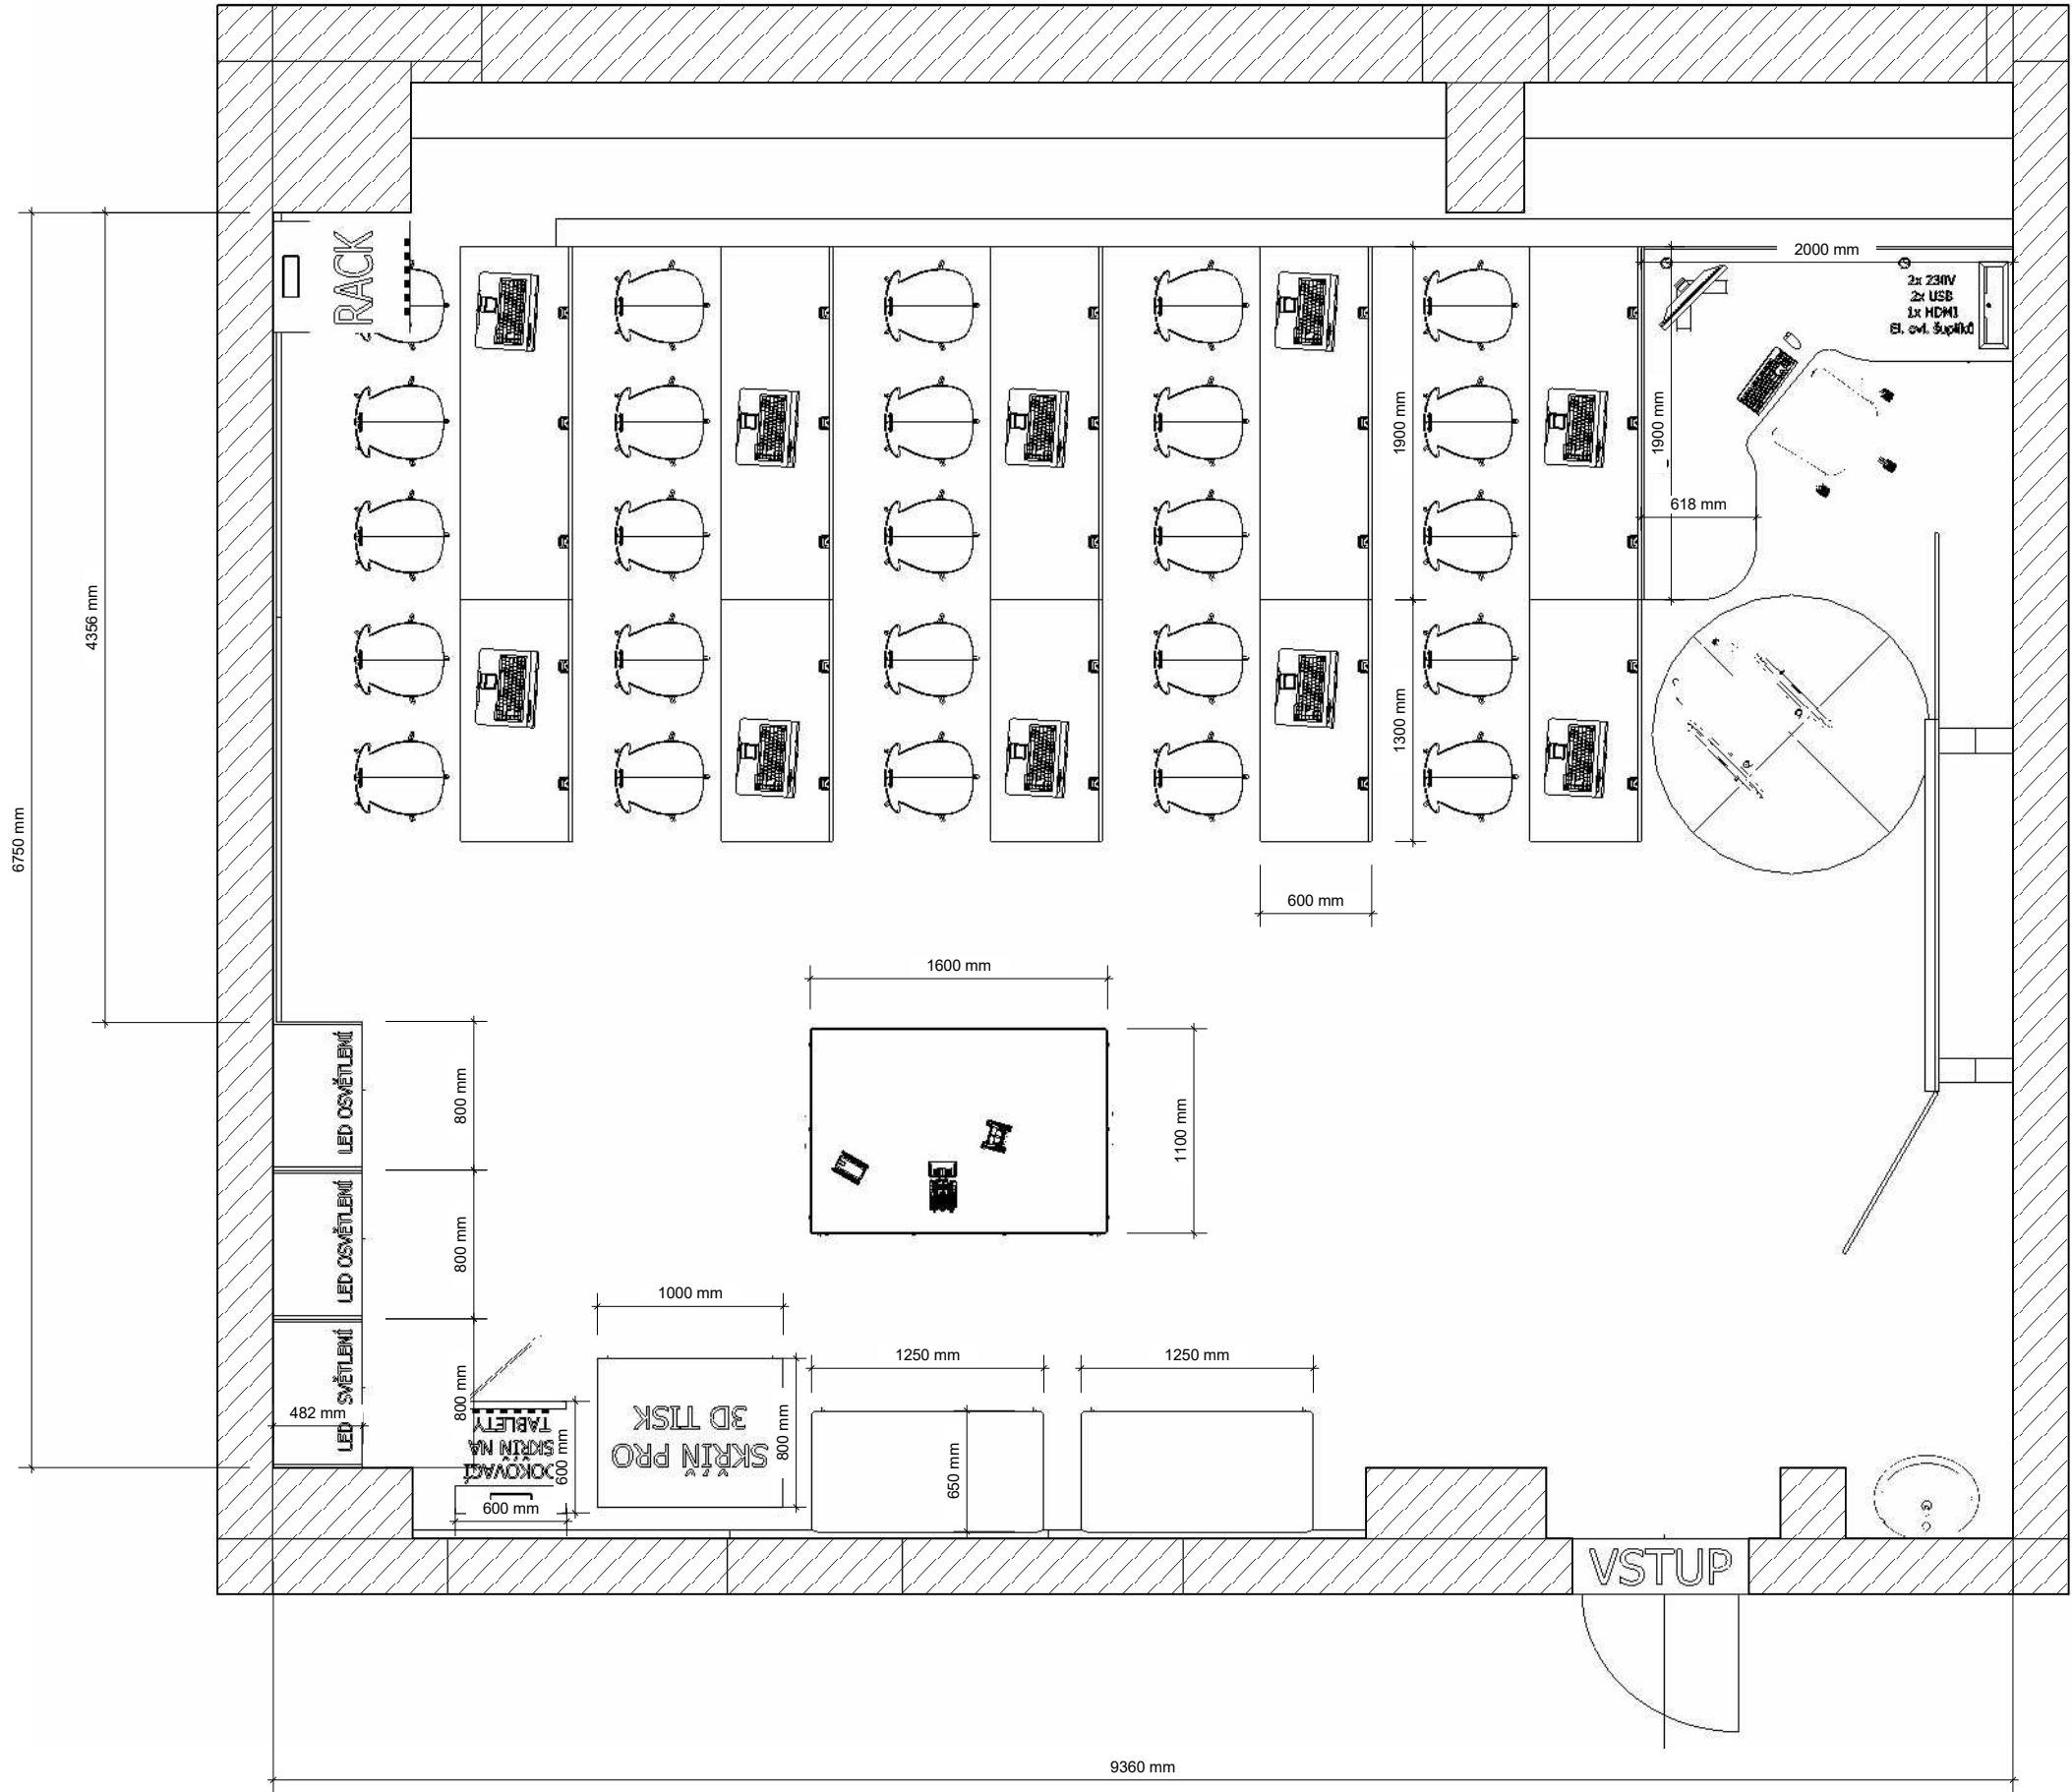 RACK
2000 mm
2x 230V
2x USB
1x HDMI
El. ovl. šuplíků
1900 mm
1900 mm
618 mm
4356 mm
1300 mm
6750 mm
600 mm
1600 mm
LED OSVĚTLENÍ
800 mm
1100 mm
LED OSVĚTLENÍ
800 mm
1000 mm
1250 mm
1250 mm
LED SVĚTLENÍ
800 mm
482 mm
SKŘÍŇ PRO
3D TISK
800 mm
SKŘÍŇ NA
TABLETY
600 mm
600 mm
650 mm
VSTUP
9360 mm